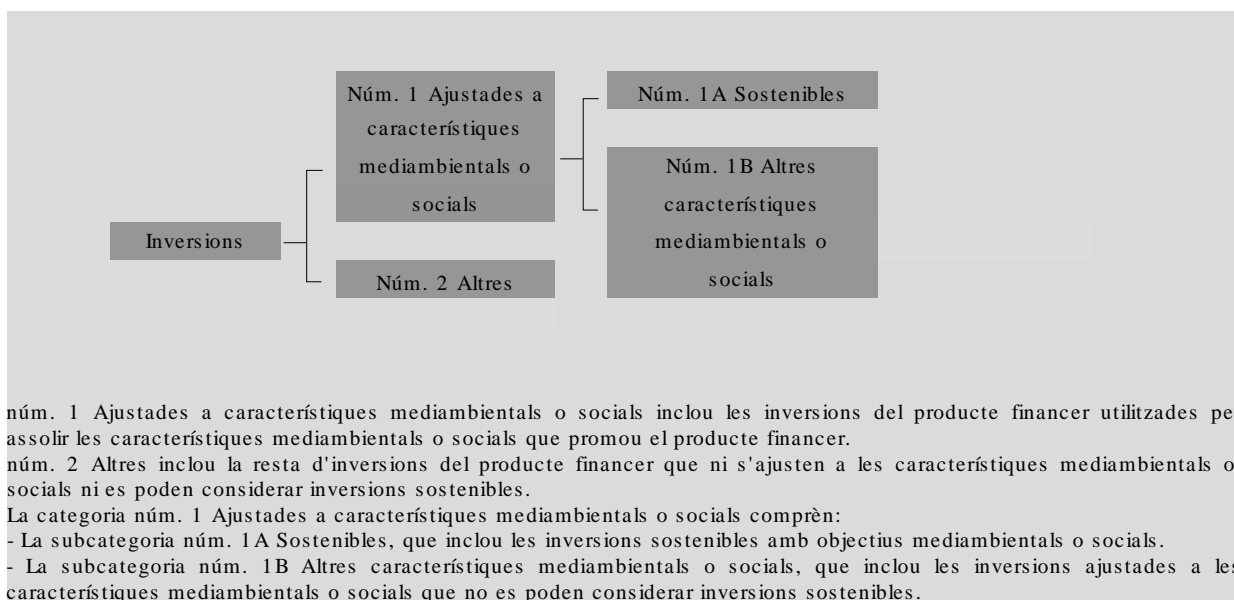 Núm. 1 Ajustades a
característiques
mediambientals o
socials
Núm. 1A Sostenibles
Núm. 1B Altres
característiques
mediambientals o
socials
Inversions
Núm. 2 Altres
núm. 1 Ajustades a característiques mediambientals o socials inclou les inversions del producte financer utilitzades pe
assolir les característiques mediambientals o socials que promou el producte financer.
núm. 2 Altres inclou la resta d'inversions del producte financer que ni s'ajusten a les característiques mediambientals o
socials ni es poden considerar inversions sostenibles.
La categoria núm. 1 Ajustades a característiques mediambientals o socials comprèn:
- La subcategoria núm. 1A Sostenibles, que inclou les inversions sostenibles amb objectius mediambientals o socials.
- La subcategoria núm. 1B Altres característiques mediambientals o socials, que inclou les inversions ajustades a les
característiques mediambientals o socials que no es poden considerar inversions sostenibles.